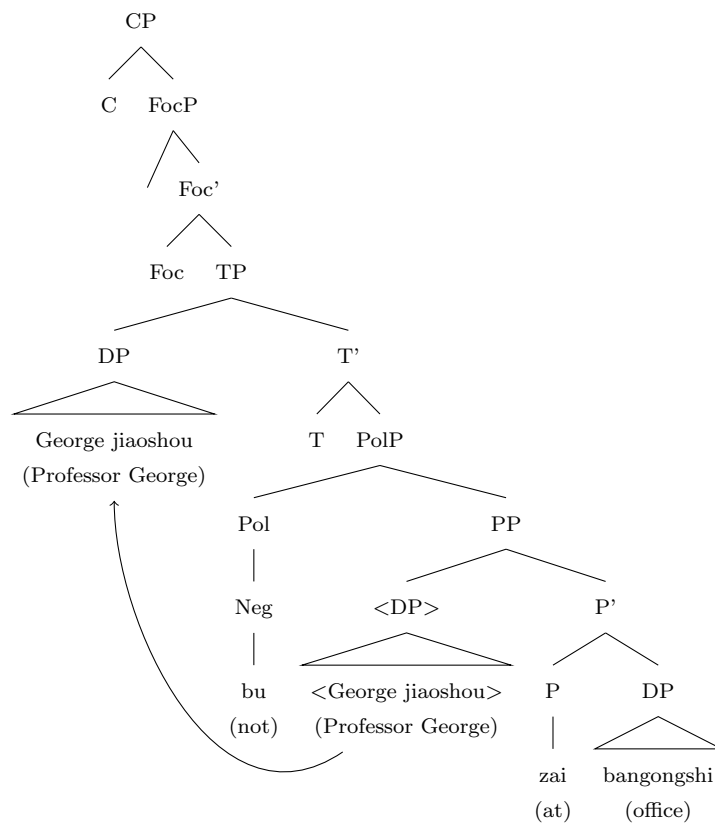 CP
C FocP
Foc'
Foc TP
DP T'
George jiaoshou T PolP
(Professor George)
Pol PP
Neg <DP> P'
bu <George jiaoshou> P DP
(not) (Professor George)
zai bangongshi
(at) (office)